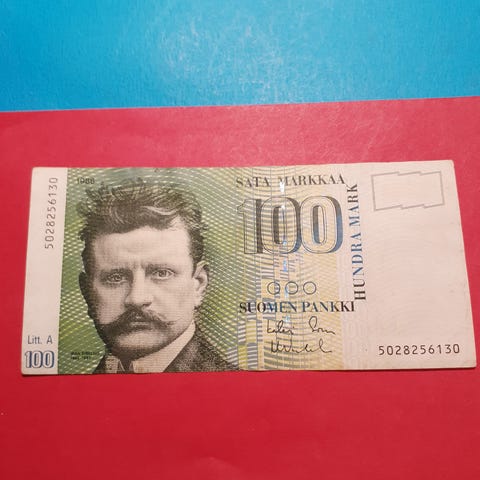 5028256130
1986
SATA MARKKAA
100
HUNDRA MARK
SUOMEN PANKKI
Litt. A
100
5028256130